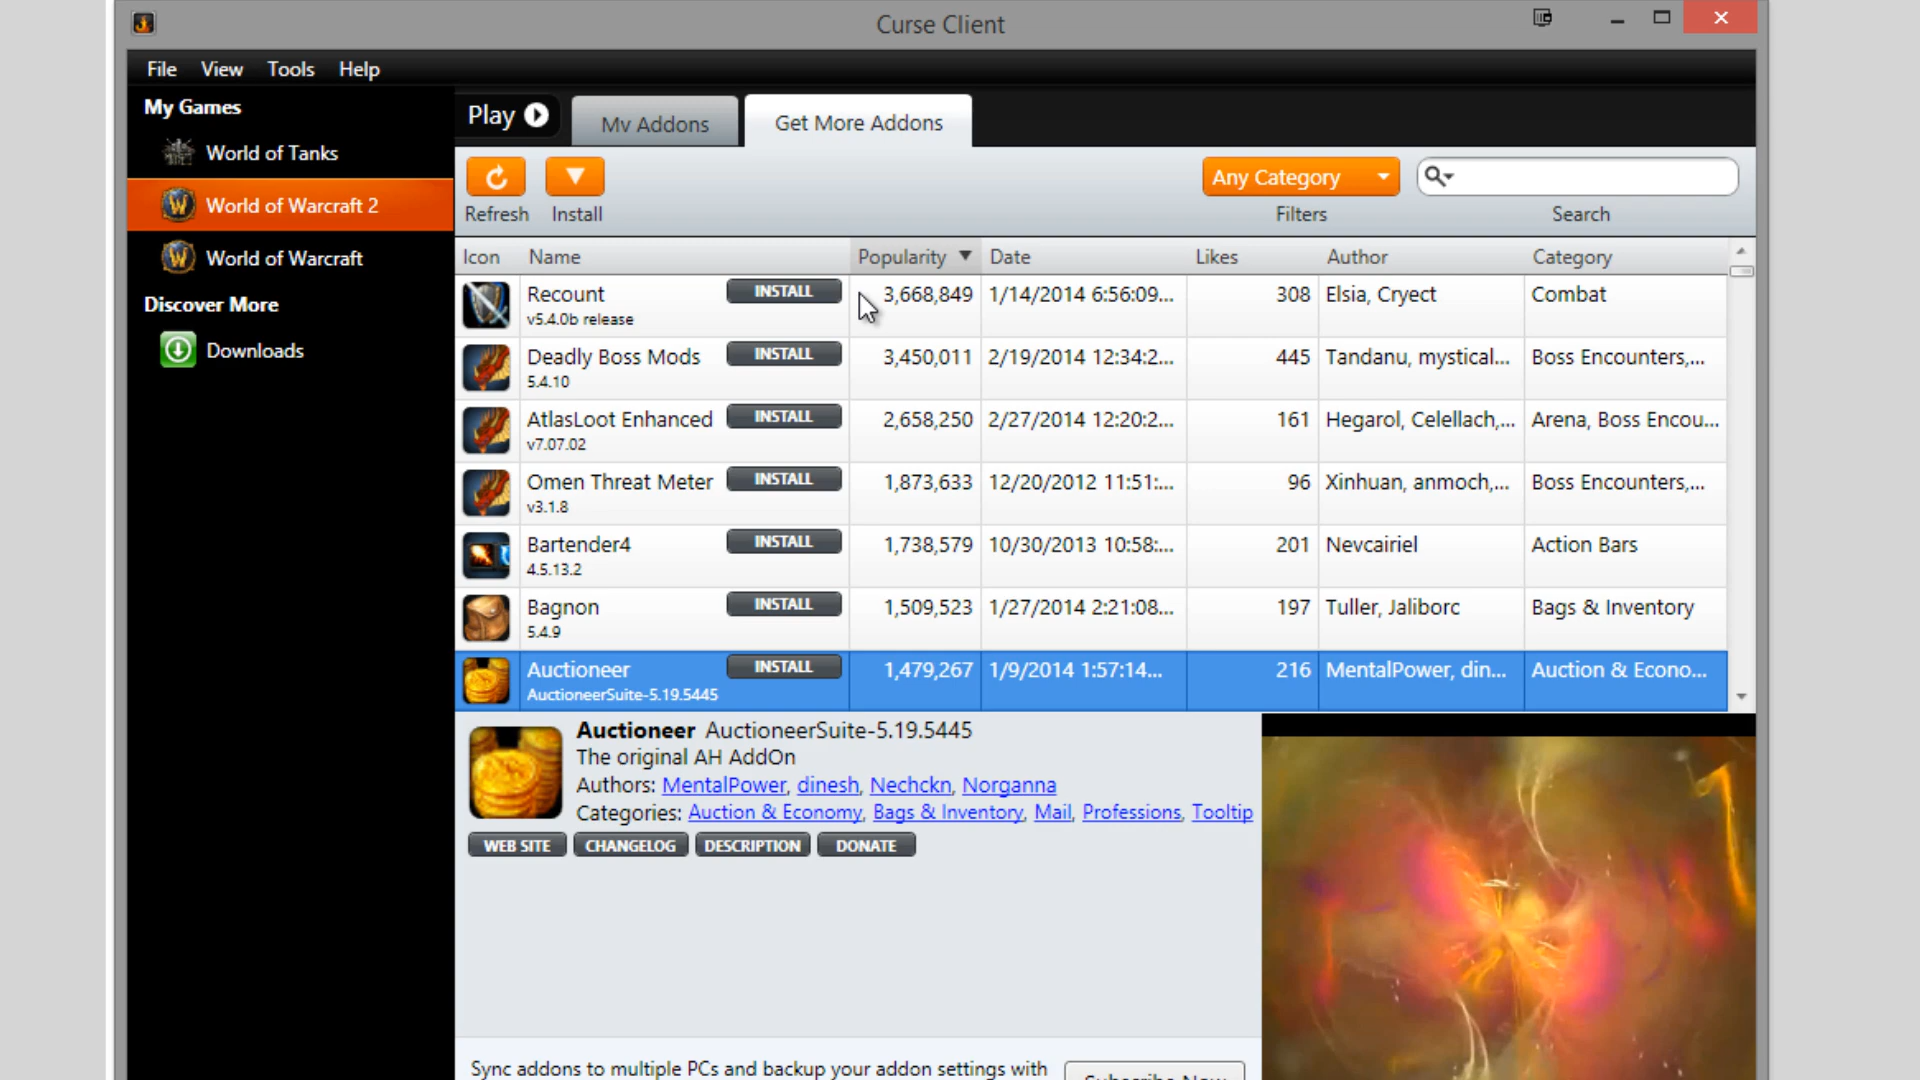 Curse Client
File View Tools Help
My Games
World of Tanks
World of Warcraft 2
World of Warcraft
Discover More
Downloads
Play My Addons Get More Addons
Refresh Install
Any Category
Filters Search
Icon Name Popularity Date Likes Author Category
Recount INSTALL 3,668,849 1/14/2014 6:56:09... 308 Elsia, Cryect Combat
v5.4.0b release
Deadly Boss Mods INSTALL 3,450,011 2/19/2014 12:34:2... 445 Tandanu, mystical... Boss Encounters,...
5.4.10
AtlasLoot Enhanced INSTALL 2,658,250 2/27/2014 12:20:2... 161 Hegarol, Celellach,... Arena, Boss Encou...
v7.07.02
Omen Threat Meter INSTALL 1,873,633 12/20/2012 11:51:... 96 Xinhuan, anmoch,... Boss Encounters,...
v3.1.8
Bartender4 INSTALL 1,738,579 10/30/2013 10:58:... 201 Nevcairiel Action Bars
4.5.13.2
Bagnon INSTALL 1,509,523 1/27/2014 2:21:08... 197 Tuller, Jaliborc Bags & Inventory
5.4.9
Auctioneer INSTALL 1,479,267 1/9/2014 1:57:14... 216 MentalPower, din... Auction & Econo...
AuctioneerSuite-5.19.5445
Auctioneer AuctioneerSuite-5.19.5445
The original AH AddOn
Authors: MentalPower, dinesh, Nechckn, Norganna
Categories: Auction & Economy, Bags & Inventory, Mail, Professions, Tooltip
WEB SITE CHANGELOG DESCRIPTION DONATE
Sync addons to multiple PCs and backup your addon settings with
Subscribe Now